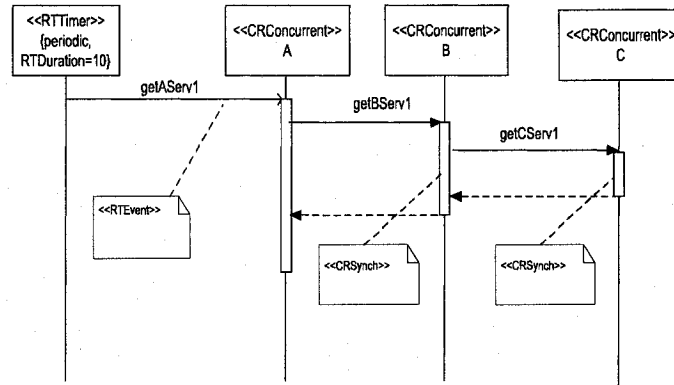 <<RTTimer>>
{periodic,
RTDuration=10}
<<CRConcurrent>>
A
<<CRConcurrent>>
B
<<CRConcurrent>>
C
getAServ1
getBServ1
getCServ1
<<RTEvent>>
<<CRSynch>>
<<CRSynch>>